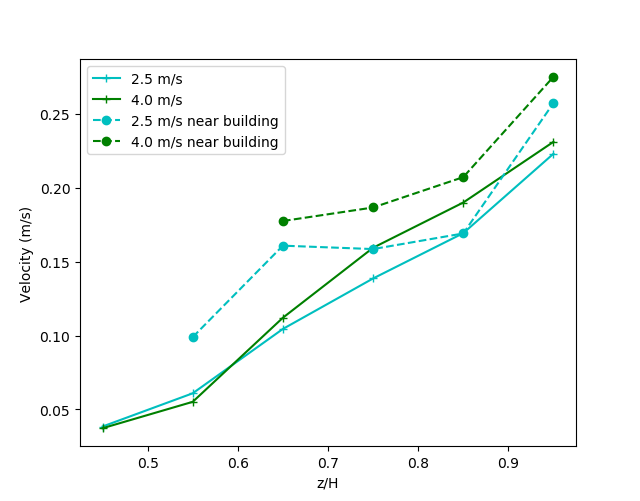 2.5 m/s
4.0 m/s
2.5 m/s near building
4.0 m/s near building
0.25
0.20
0.15
0.10
0.05
Velocity (m/s)
0.5 0.6 0.7 0.8 0.9
z/H